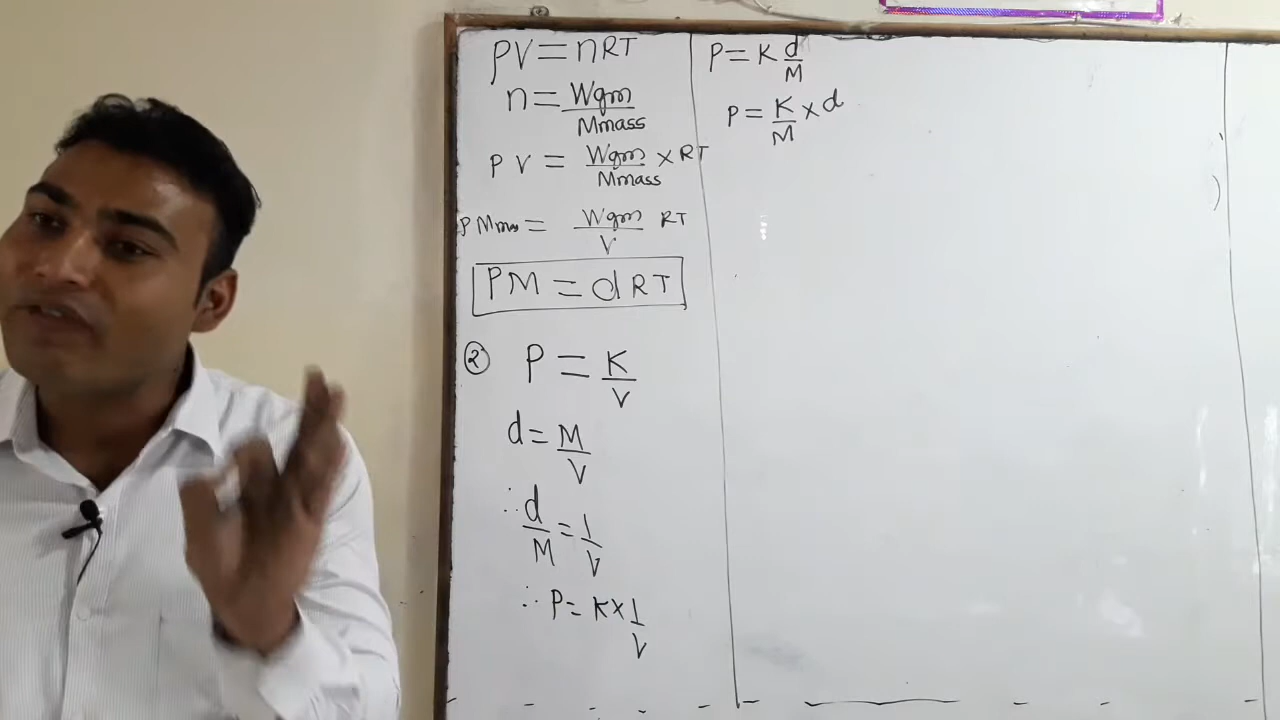 PV = nRT
n = Wgm / Mmass
PV = Wgm / Mmass × RT
PMmass = Wgm / V RT
PM = dRT
② P = K / V
d = M / V
∴ d / M = 1 / V
∴ P = K × 1 / V
P = K d / M
P = K / M × d